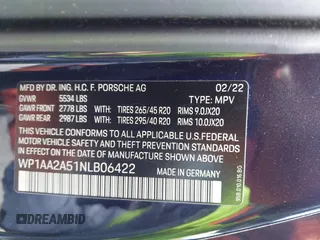 DR. ING. H.C. F. PORSCHE AG 02/22
GVWR 5534 LBS TYPE: MPV
GAWR FRONT 2778 LBS WITH: TIRES 265/45 R20 RIMS 9.0JX20
GAWR REAR 2987 LBS WITH: TIRES 295/40 R20 RIMS 10.0JX20
THIS VEHICLE CONFORMS TO ALL APPLICABLE U.S.FEDERAL
MOTOR VEHICLE SAFETY, BUMPER, AND THEFT PREVENTION STANDARDS
IN EFFECT ON THE DATE OF MANUFACTURE SHOWN ABOVE
WP1AA2A51NLB06422 MADE IN GERMANY
DREAMBID